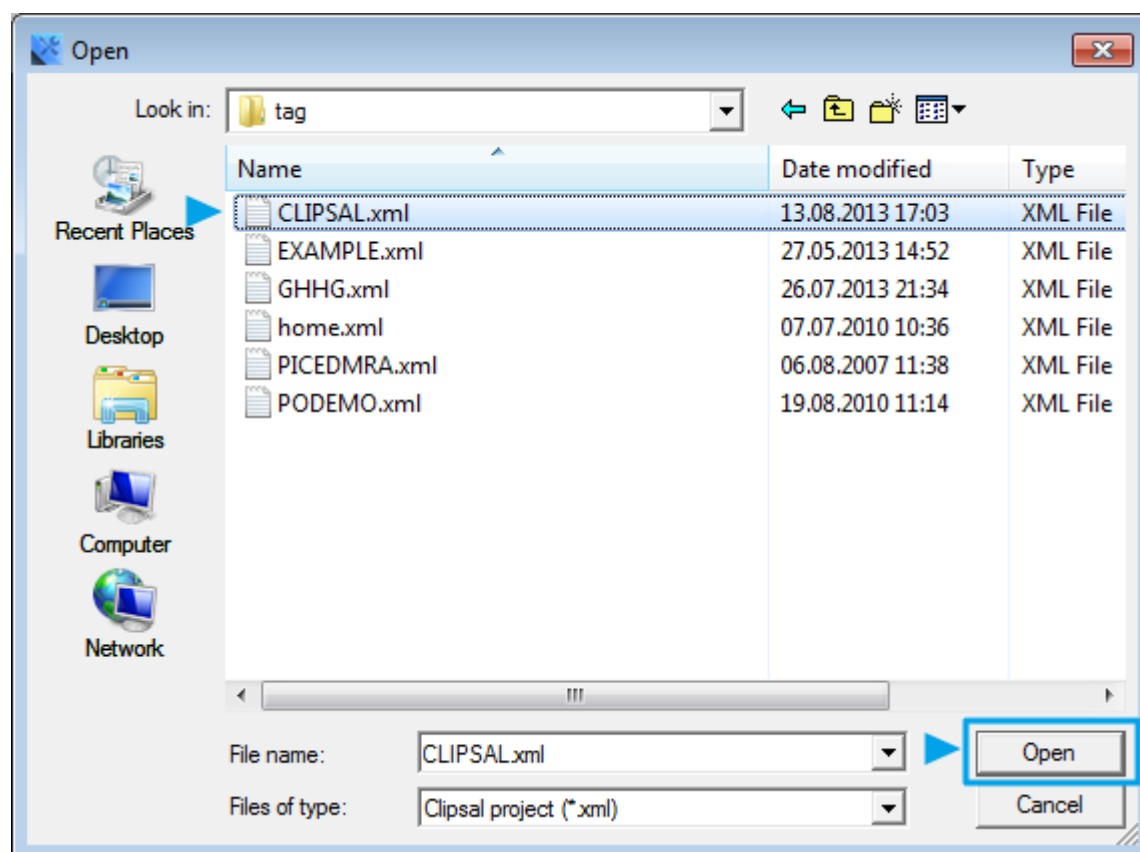 Open
Look in: tag
Name Date modified Type
CLIPSAL.xml 13.08.2013 17:03 XML File
EXAMPLE.xml 27.05.2013 14:52 XML File
GHHG.xml 26.07.2013 21:34 XML File
home.xml 07.07.2010 10:36 XML File
PICEDMRA.xml 06.08.2007 11:38 XML File
PODEMO.xml 19.08.2010 11:14 XML File
Recent Places
Desktop
Libraries
Computer
Network
File name: CLIPSAL.xml Open
Files of type: Clipsal project (*.xml) Cancel